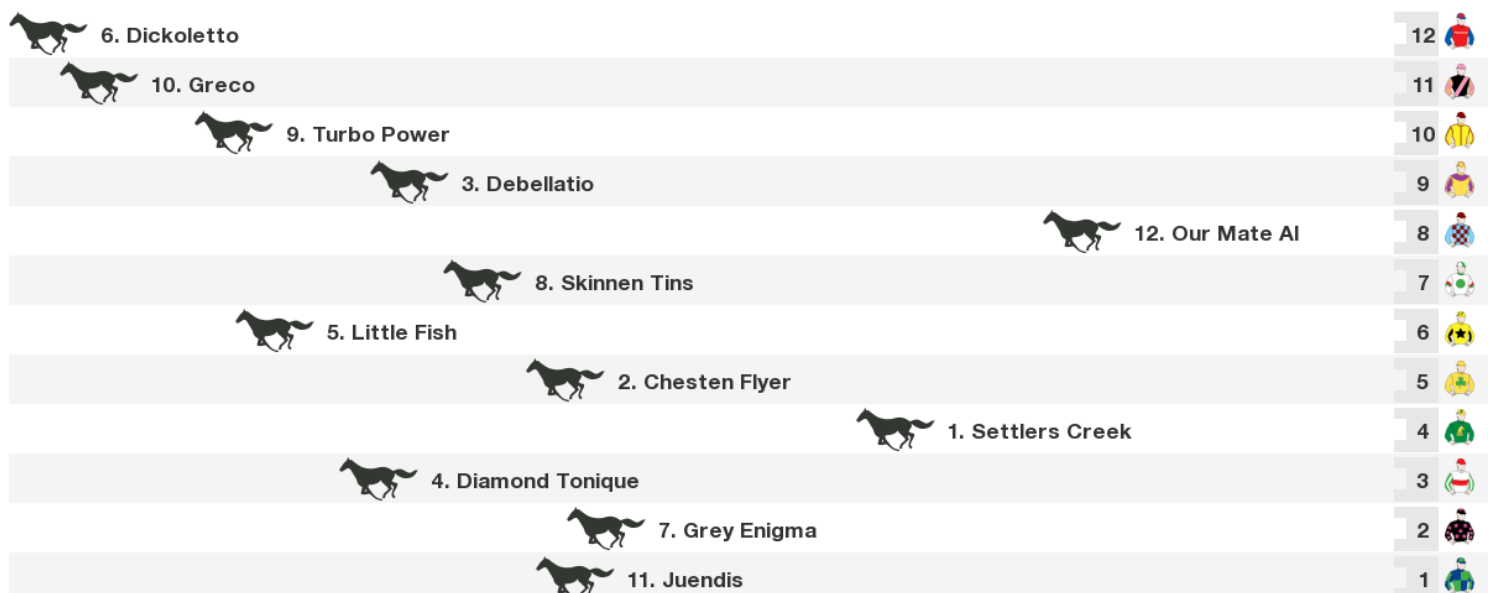 6. Dickoletto 12
10. Greco 11
9. Turbo Power 10
3. Debellatio 9
12. Our Mate Al 8
8. Skinnen Tins 7
5. Little Fish 6
2. Chesten Flyer 5
1. Settlers Creek 4
4. Diamond Tonique 3
7. Grey Enigma 2
11. Juendis 1